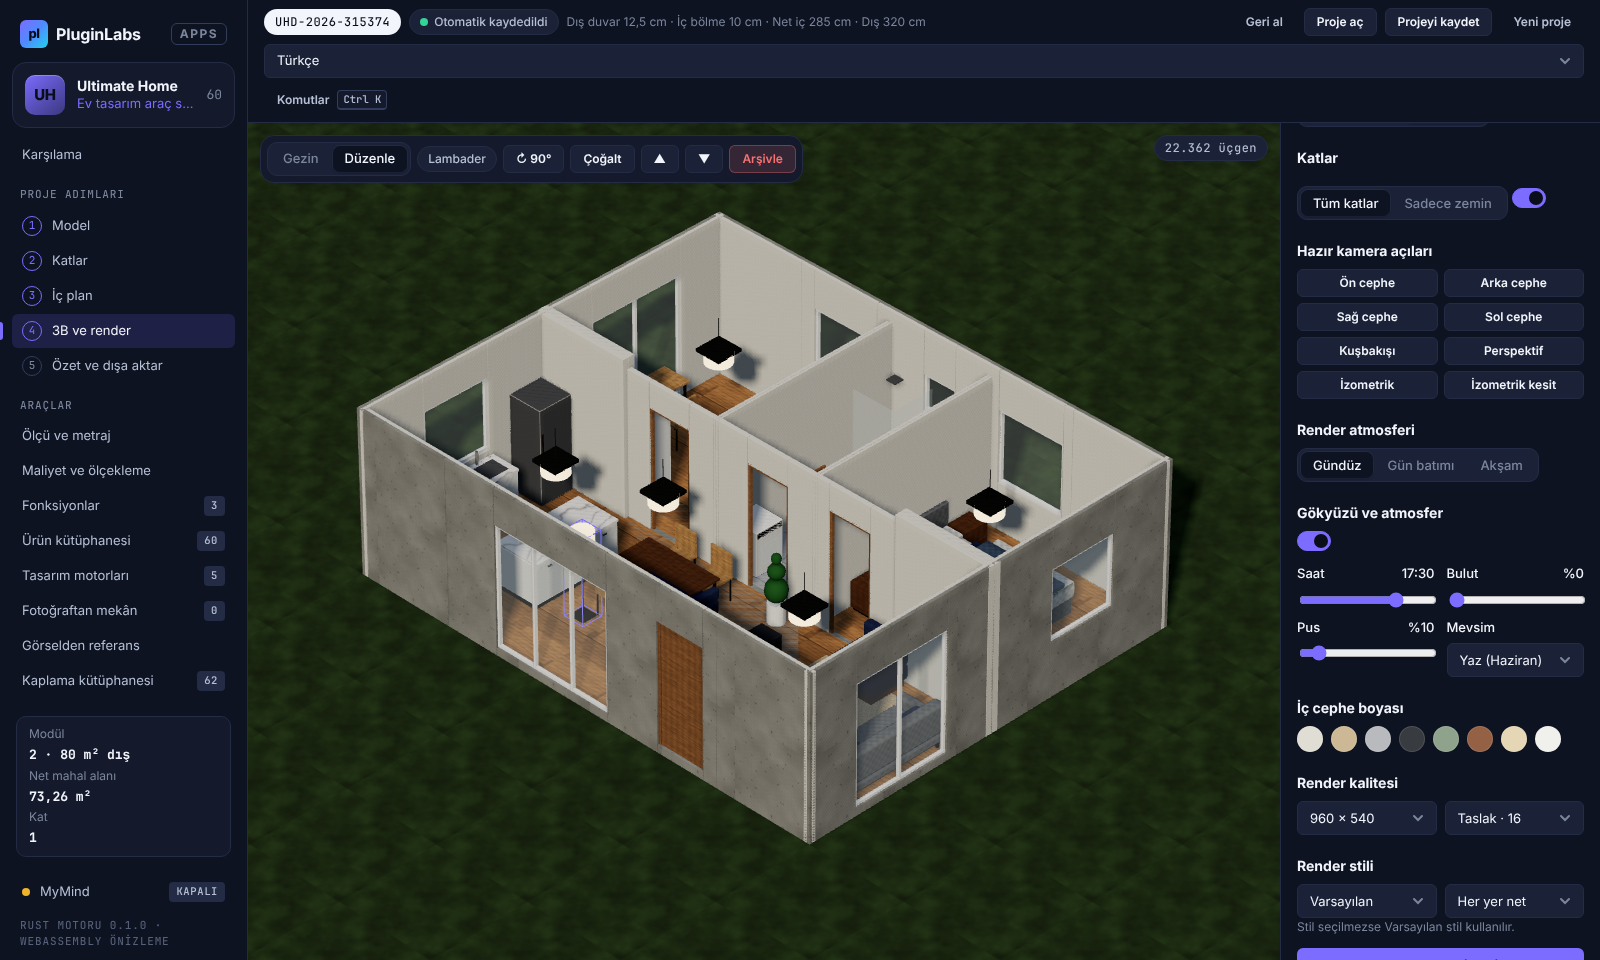 pl PluginLabs APPS
UH Ultimate Home
Ev tasarım araç s... 60
Karşılama
PROJE ADIMLARI
1 Model
2 Katlar
3 İç plan
4 3B ve render
5 Özet ve dışa aktar
ARAÇLAR
Ölçü ve metraj
Maliyet ve ölçekleme
Fonksiyonlar 3
Ürün kütüphanesi 60
Tasarım motorları 5
Fotoğraftan mekân 0
Görselden referans
Kaplama kütüphanesi 62
Modül
2 · 80 m² dış
Net mahal alanı
73,26 m²
Kat
1
MyMind KAPALI
RUST MOTORU 0.1.0 ·
WEBASSEMBLY ÖNİZLEME
UHD-2026-315374 Otomatik kaydedildi Dış duvar 12,5 cm · İç bölme 10 cm · Net iç 285 cm · Dış 320 cm Geri al Proje aç Projeyi kaydet Yeni proje
Türkçe
Komutlar Ctrl K
Gezin Düzenle Lambader ↻ 90° Çoğalt ▲ ▼ Arşivle
22.362 üçgen
Katlar
Tüm katlar Sadece zemin
Hazır kamera açıları
Ön cephe Arka cephe
Sağ cephe Sol cephe
Kuşbakışı Perspektif
İzometrik İzometrik kesit
Render atmosferi
Gündüz Gün batımı Akşam
Gökyüzü ve atmosfer
Saat 17:30 Bulut %0
Pus %10 Mevsim
Yaz (Haziran)
İç cephe boyası
Render kalitesi
960 × 540 Taslak · 16
Render stili
Varsayılan Her yer net
Stil seçilmezse Varsayılan stil kullanılır.